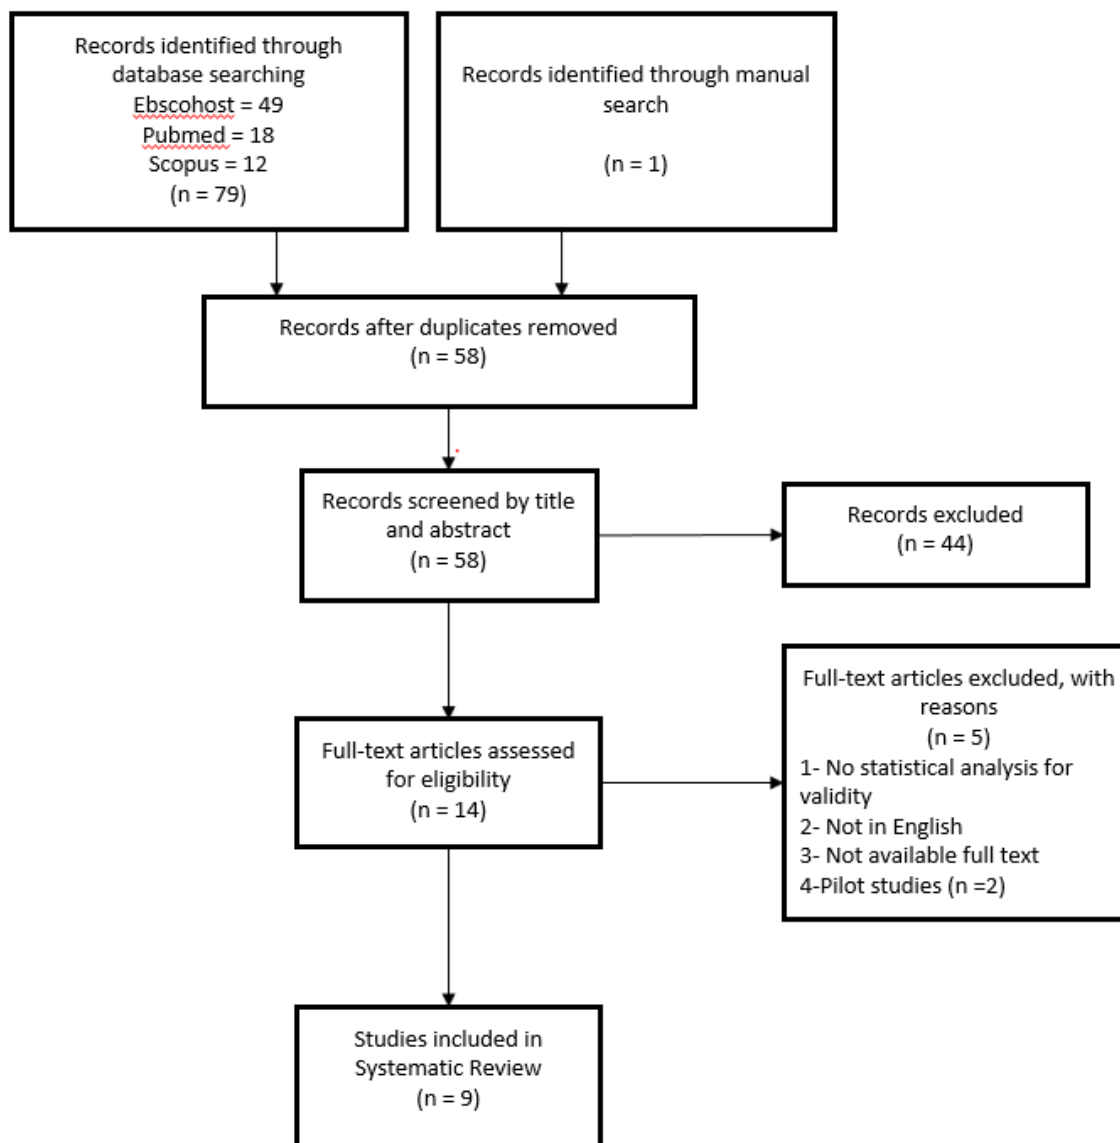 Records identified through
database searching
Ebscohost = 49
Pubmed = 18
Scopus = 12
(n = 79)
Records identified through manual
search
(n = 1)
Records after duplicates removed
(n = 58)
Records screened by title
and abstract
(n = 58)
Records excluded
(n = 44)
Full-text articles assessed
for eligibility
(n = 14)
Full-text articles excluded, with
reasons
(n = 5)
1- No statistical analysis for
validity
2- Not in English
3- Not available full text
4-Pilot studies (n =2)
Studies included in
Systematic Review
(n = 9)